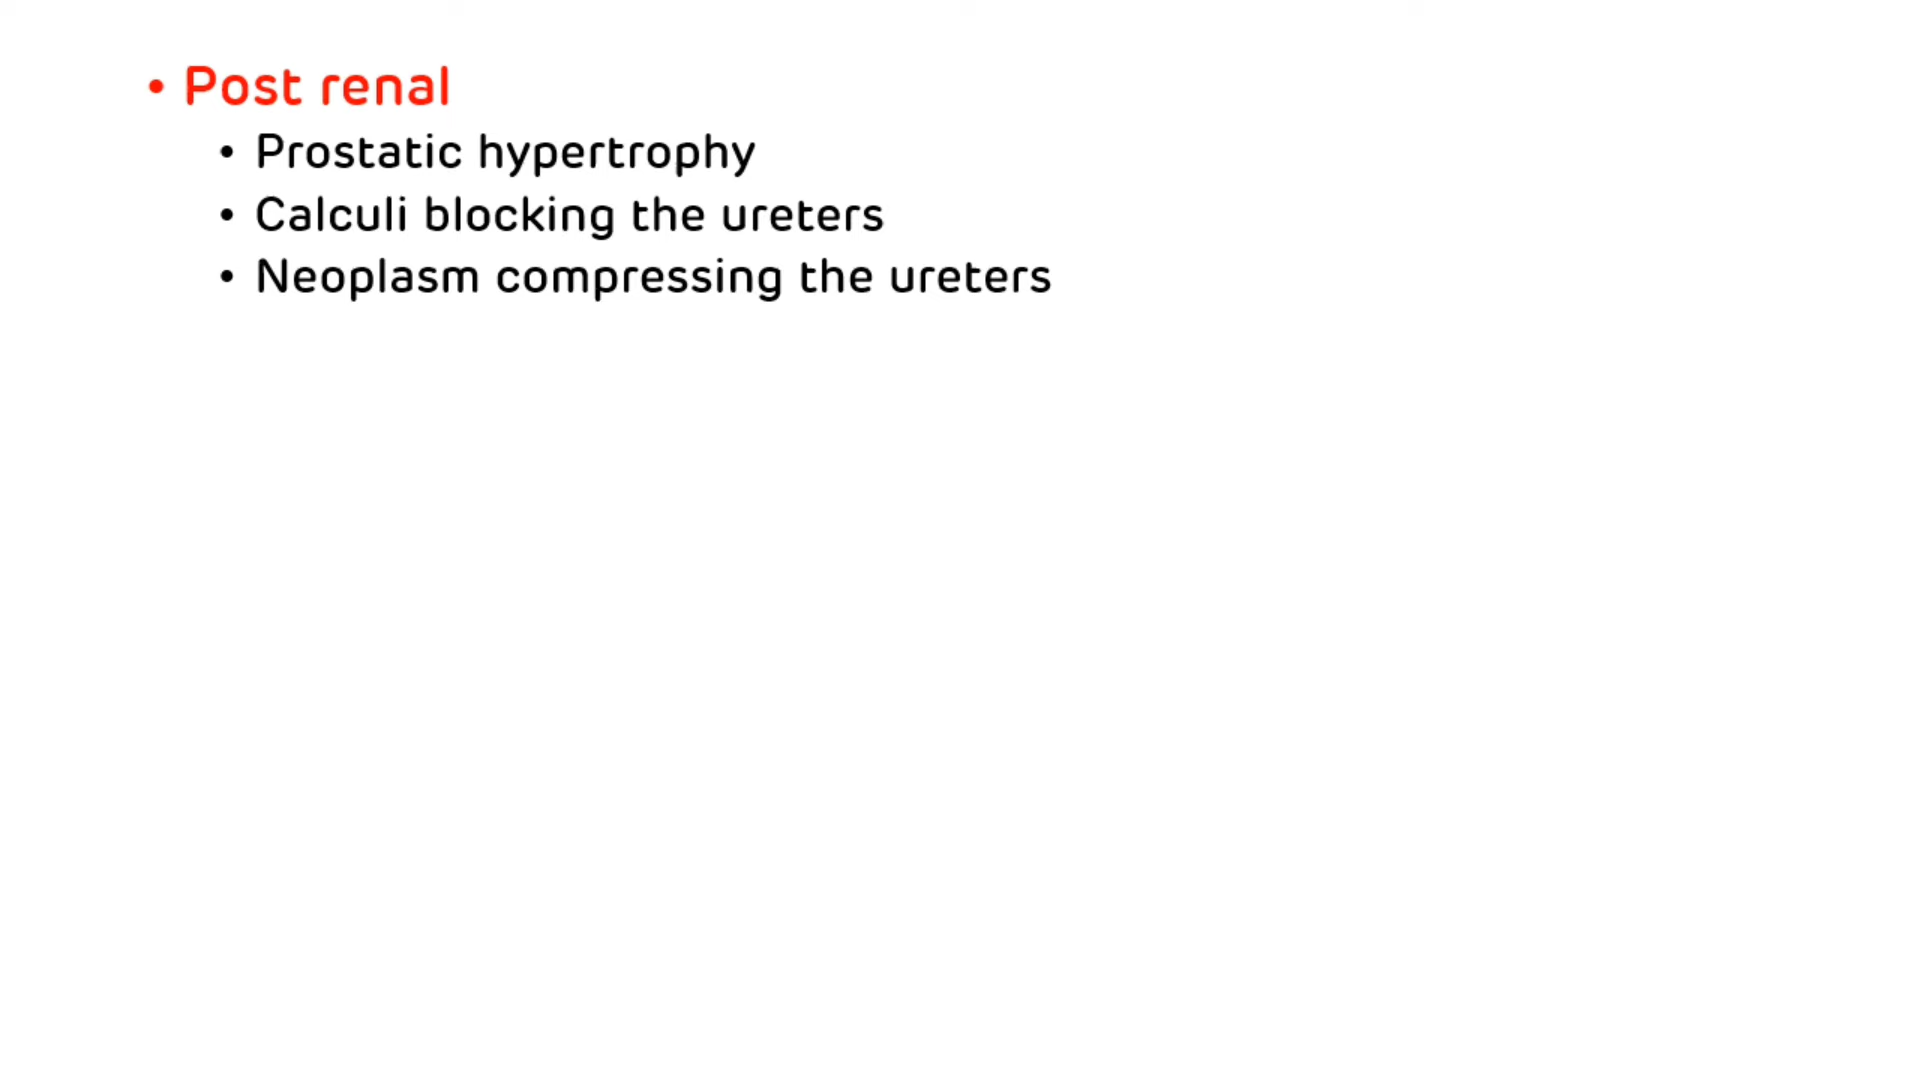 • Post renal
• Prostatic hypertrophy
• Calculi blocking the ureters
• Neoplasm compressing the ureters